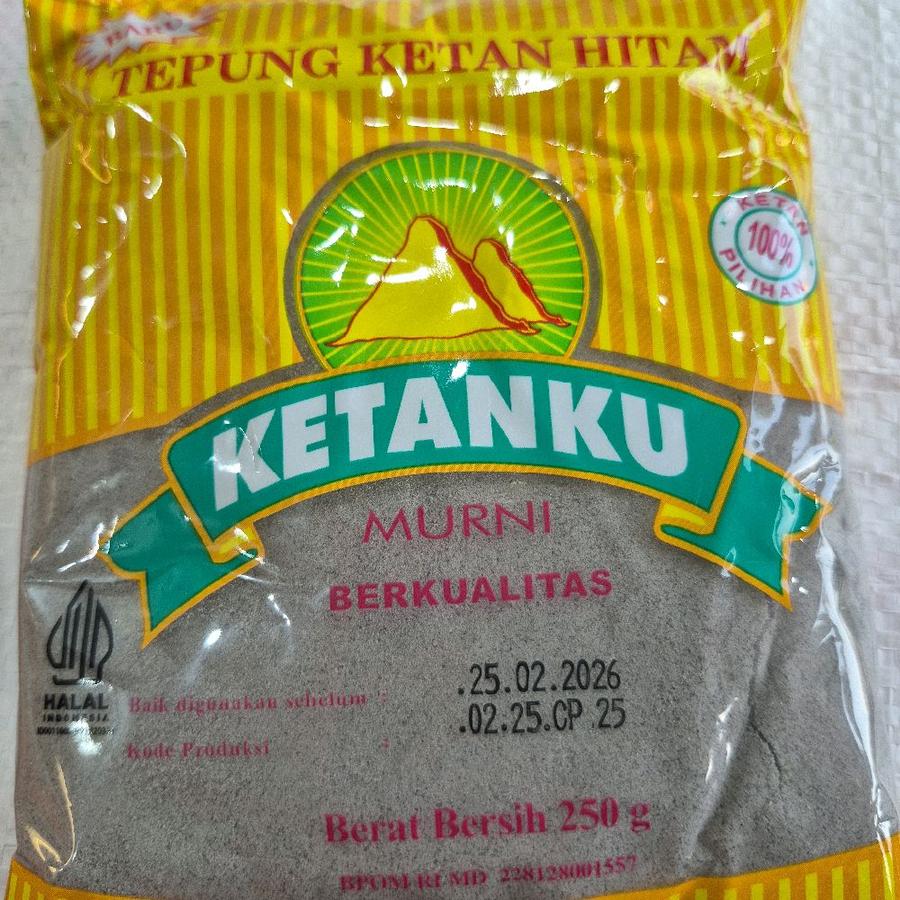 BARU
TEPUNG KETAN HITAM
KETAN
100%
PILIHAN
KETANKU
MURNI
BERKUALITAS
HALAL
INDONESIA
Baik digunakan sebelum : .25.02.2026
Kode Produksi : .02.25.CP 25
Berat Bersih 250 g
BPOM RI MD 228128001557